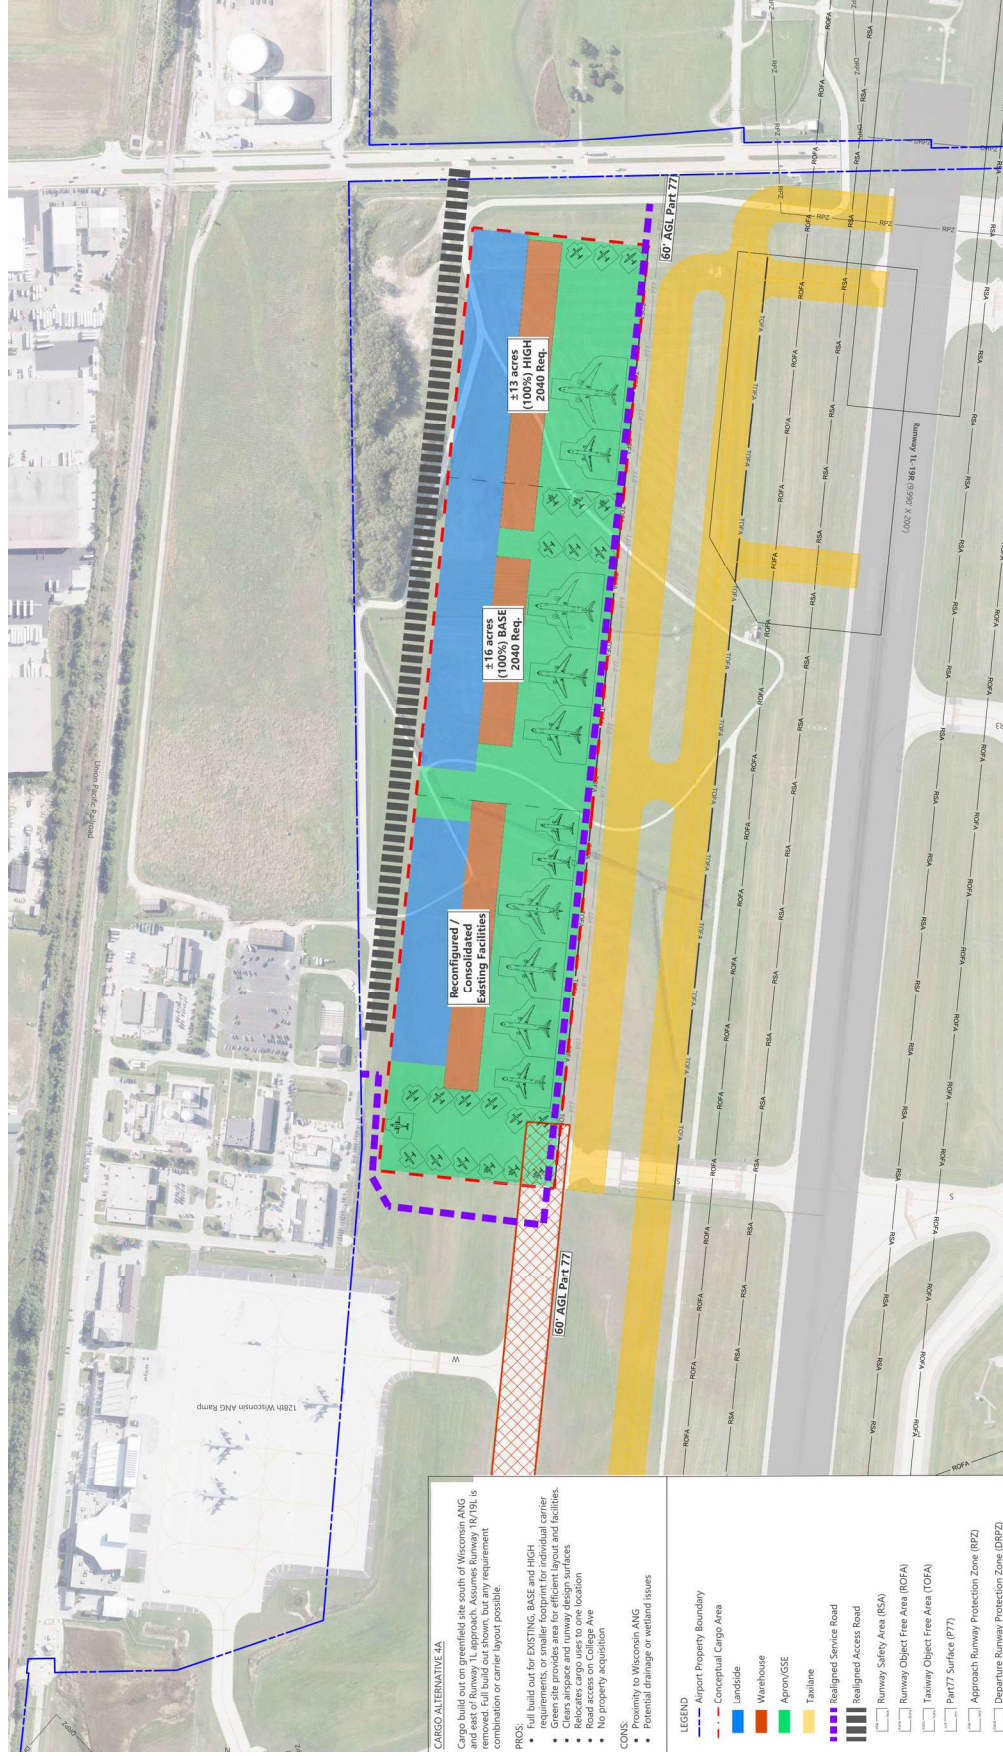 CARGO ALTERNATIVE 4A
Cargo build out on greenfield site south of Wisconsin ANG
and east of Runway 1L approach. Assumes Runway 1R/19L is
removed. Full build out shown, but any requirement
combination or carrier layout possible.
PROS:
• Full build out for EXISTING, BASE and HIGH
requirements, or smaller footprint for individual carrier
• Green site provides area for efficient layout and facilities.
• Clears airspace and runway design surfaces
• Relocates cargo uses to one location
• Road access on College Ave
• No property acquisition
CONS:
• Proximity to Wisconsin ANG
• Potential drainage or wetland issues
LEGEND
Airport Property Boundary
Conceptual Cargo Area
Landside
Warehouse
Apron/GSE
Taxilane
Realigned Service Road
Realigned Access Road
Runway Safety Area (RSA)
Runway Object Free Area (ROFA)
Taxiway Object Free Area (TOFA)
Part77 Surface (P77)
Approach Runway Protection Zone (RPZ)
Departure Runway Protection Zone (DRPZ)
128th Wisconsin ANG Ramp
W
60' AGL Part 77
Reconfigured /
Consolidated
Existing Facilities
±16 acres
(100%) BASE
2040 Req.
±13 acres
(100%) HIGH
2040 Req.
60' AGL Part 77
Union Pacific Railroad
Runway 1L-19R (9,990' X 200')
S
S
R3
TOFA
ROFA
RSA
RPZ
DRPZ